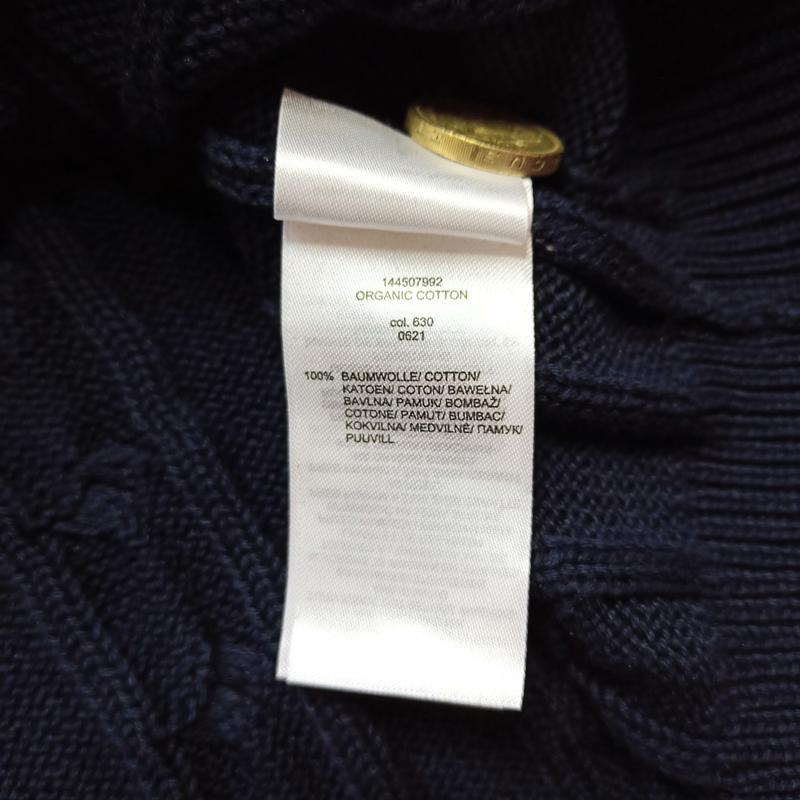 144507992
ORGANIC COTTON
col. 630
0621
100% BAUMWOLLE/ COTTON/
KATOEN/ COTON/ BAWEŁNA/
BAVLNA/ PAMUK/ BOMBAŽ/
COTONE/ PAMUT/ BUMBAC/
KOKVILNA/ MEDVILNĖ/ ПАМУК/
PUUVILL